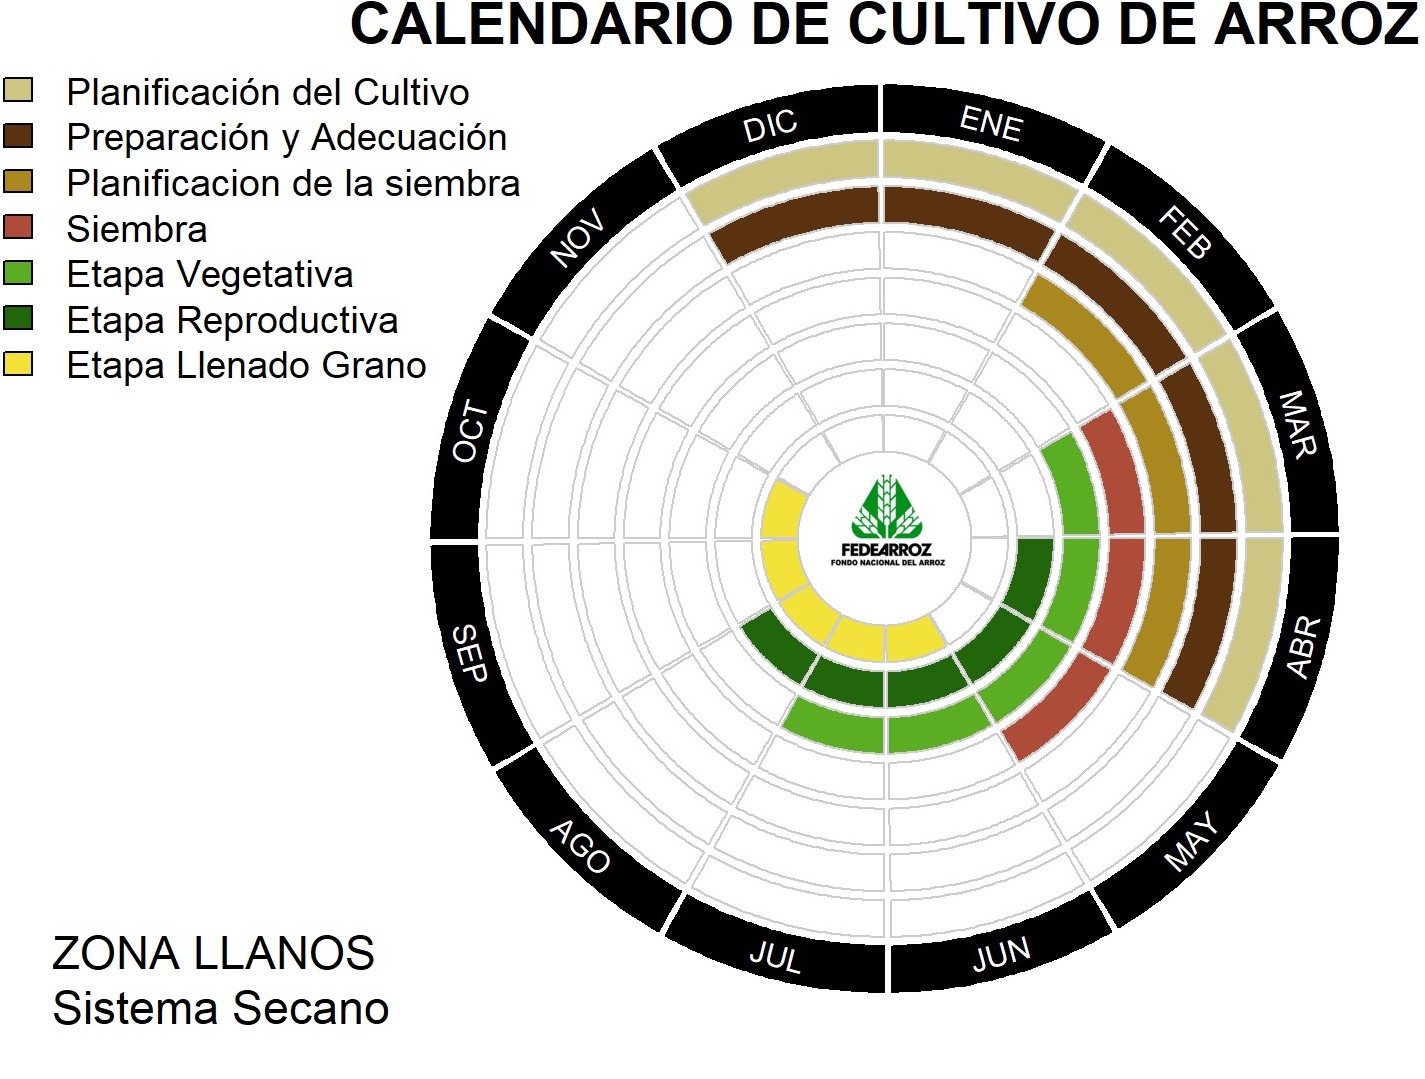 CALENDARIO DE CULTIVO DE ARROZ
Planificación del Cultivo
Preparación y Adecuación
Planificacion de la siembra
Siembra
Etapa Vegetativa
Etapa Reproductiva
Etapa Llenado Grano
ENE
FEB
MAR
ABR
MAY
JUN
JUL
AGO
SEP
OCT
NOV
DIC
FEDEARROZ
FONDO NACIONAL DEL ARROZ
ZONA LLANOS
Sistema Secano